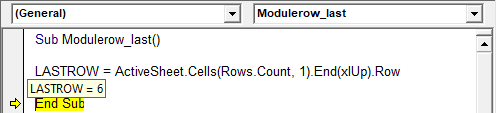 (General) Modulerow_last
Sub Modulerow_last()
LASTROW = ActiveSheet.Cells(Rows.Count, 1).End(xlUp).Row
LASTROW = 6
End Sub